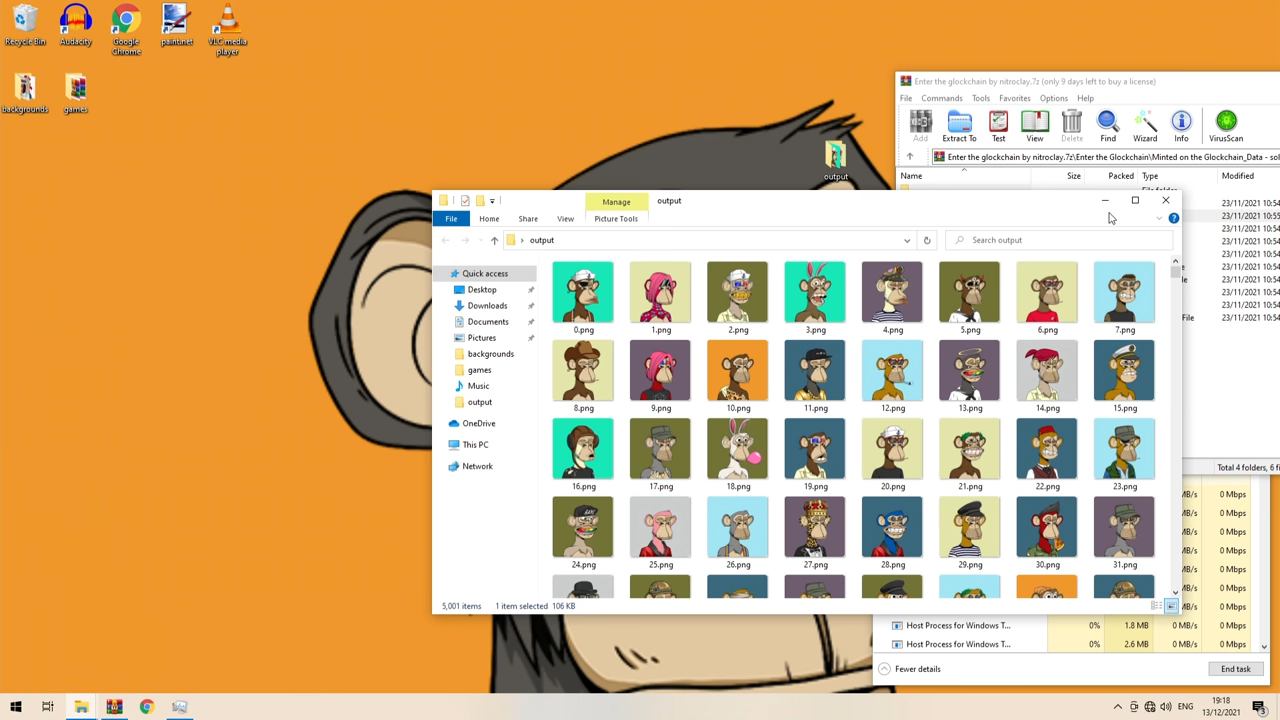 Recycle Bin
Audacity
Google
Chrome
paint.net
VLC media
player
backgrounds
games
output
Enter the glockchain by nitroclay.7z (only 9 days left to buy a license)
File Commands Tools Favorites Options Help
Add Extract To Test View Delete Find Wizard Info VirusScan
Enter the glockchain by nitroclay.7z\Enter the Glockchain\Minted on the Glockchain_Data - sol
Name Size Packed Type Modified
23/11/2021 10:54
23/11/2021 10:55
23/11/2021 10:54
23/11/2021 10:54
23/11/2021 10:54
23/11/2021 10:54
23/11/2021 10:54
23/11/2021 10:54
File 23/11/2021 10:54
Total 4 folders, 6 fi
Manage output
File Home Share View Picture Tools
output
Search output
Quick access
Desktop
Downloads
Documents
Pictures
backgrounds
games
Music
output
OneDrive
This PC
Network
0.png 1.png 2.png 3.png 4.png 5.png 6.png 7.png
8.png 9.png 10.png 11.png 12.png 13.png 14.png 15.png
16.png 17.png 18.png 19.png 20.png 21.png 22.png 23.png
24.png 25.png 26.png 27.png 28.png 29.png 30.png 31.png
5,001 items 1 item selected 106 KB
MB/s 0 Mbps
MB/s 0 Mbps
MB/s 0 Mbps
MB/s 0 Mbps
MB/s 0 Mbps
MB/s 0 Mbps
MB/s 0 Mbps
Host Process for Windows T... 0% 1.8 MB 0 MB/s 0 Mbps
Host Process for Windows T... 0% 2.6 MB 0 MB/s 0 Mbps
Fewer details
End task
ENG
19:18
13/12/2021
3